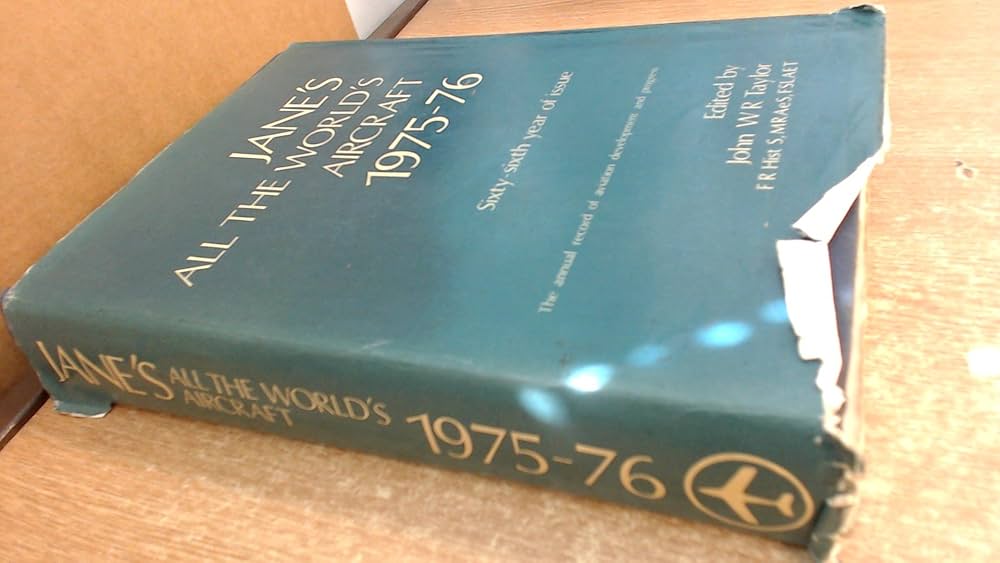 JANE'S
ALL THE WORLD'S
AIRCRAFT
1975-76
Sixty-sixth year of issue
The annual record of aviation development and progress
Edited by
John W R Taylor
F R Hist S, MRAeS FSLAET
JANE'S ALL THE WORLD'S
AIRCRAFT
1975-76